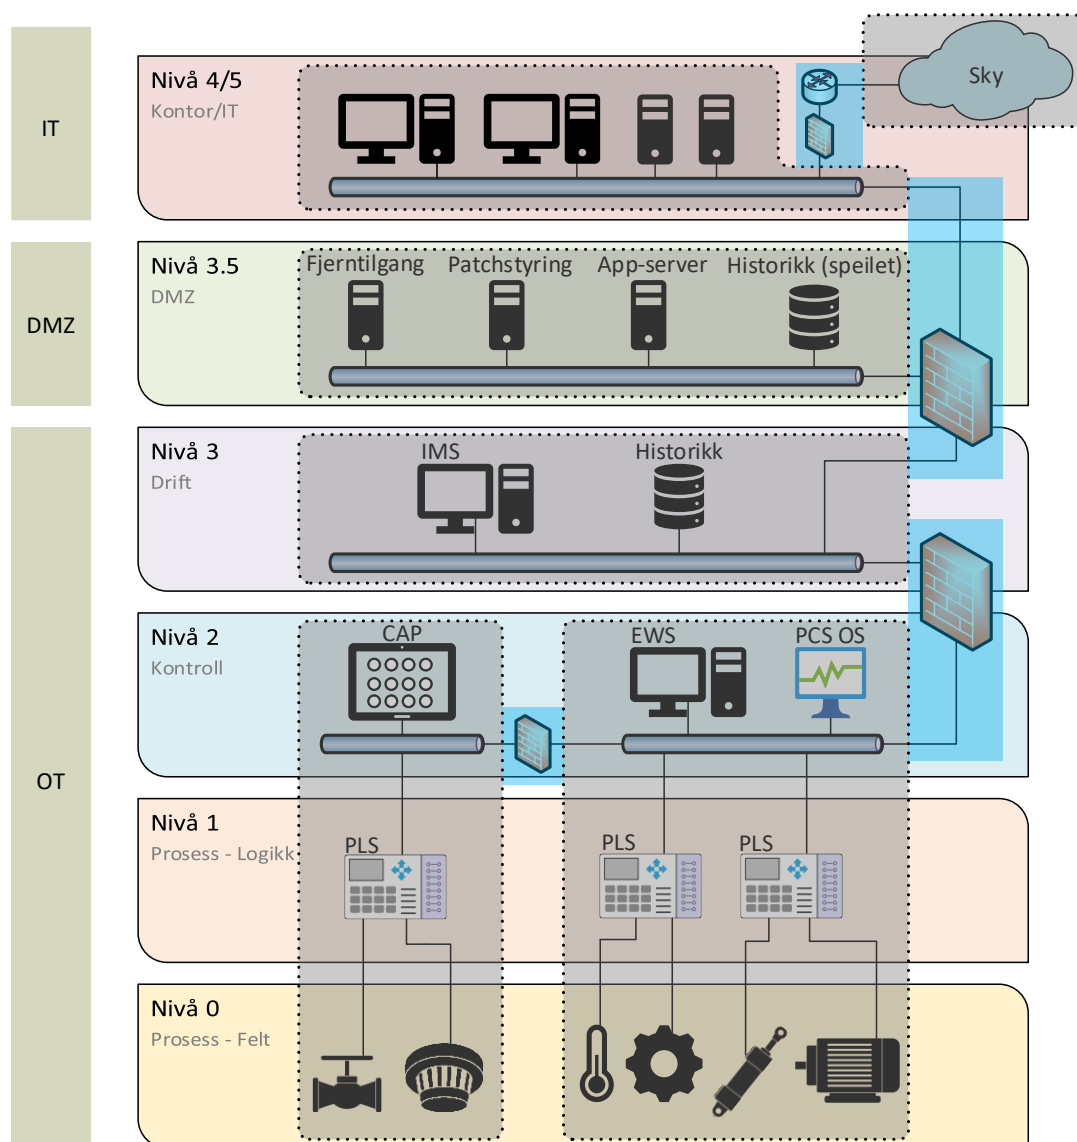 Sky
Nivå 4/5
Kontor/IT
IT
Nivå 3.5
DMZ
Fjerntilgang
Patchstyring
App-server
Historikk (speilet)
DMZ
Nivå 3
Drift
IMS
Historikk
Nivå 2
Kontroll
CAP
EWS
PCS OS
OT
Nivå 1
Prosess - Logikk
PLS
PLS
PLS
Nivå 0
Prosess - Felt